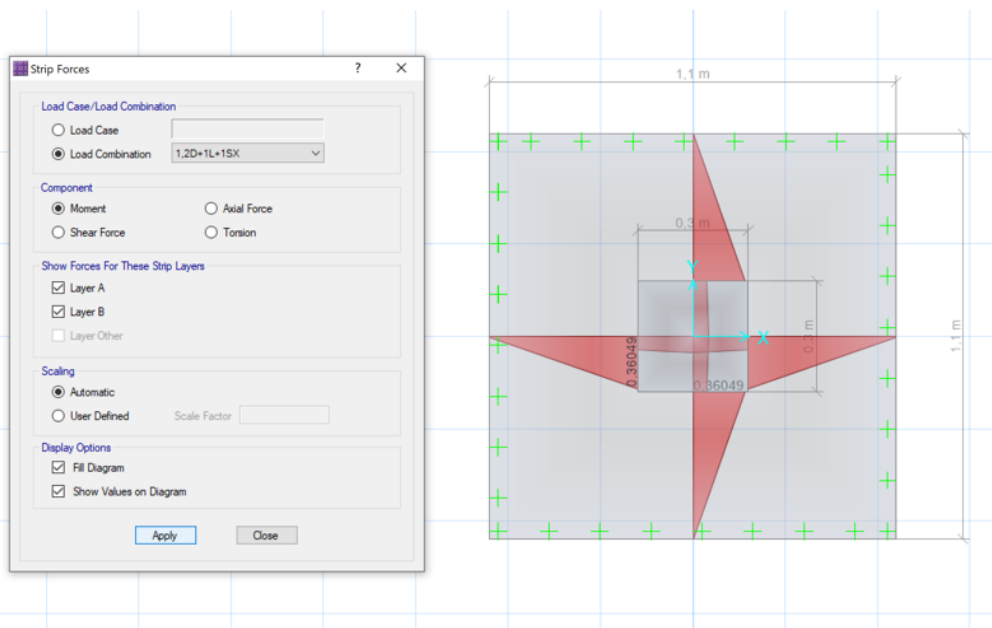 Strip Forces
?
Load Case/Load Combination
Load Case
Load Combination
1,2D+1L+1SX
Component
Moment
Axial Force
Shear Force
Torsion
Show Forces For These Strip Layers
Layer A
Layer B
Layer Other
Scaling
Automatic
User Defined
Scale Factor
Display Options
Fill Diagram
Show Values on Diagram
Apply
Close
1,1 m
0,3 m
Y
X
0,3 m
1,1 m
0,36049
0,36049